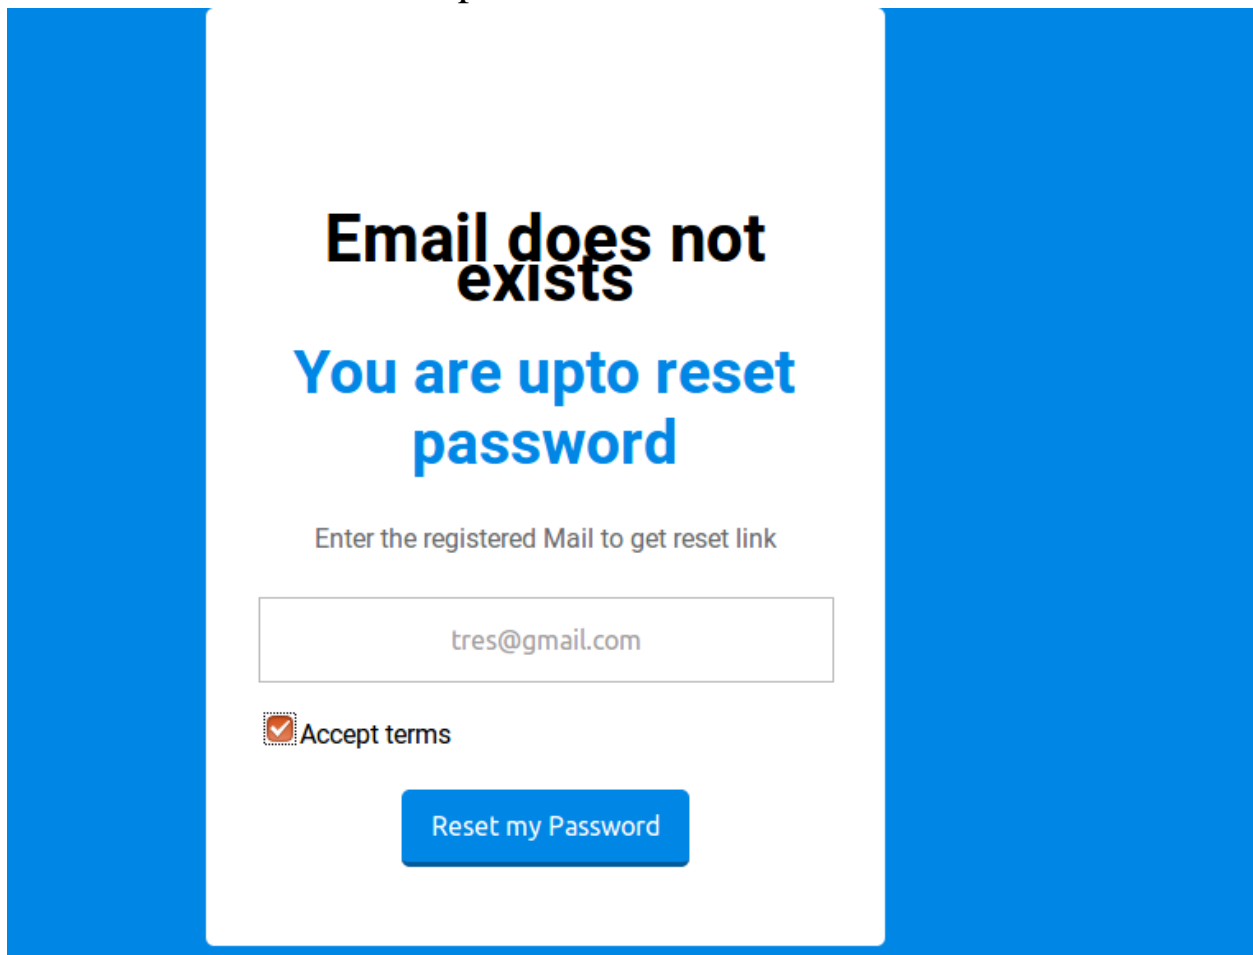 Email does not
exists
You are upto reset
password
Enter the registered Mail to get reset link
tres@gmail.com
Accept terms
Reset my Password